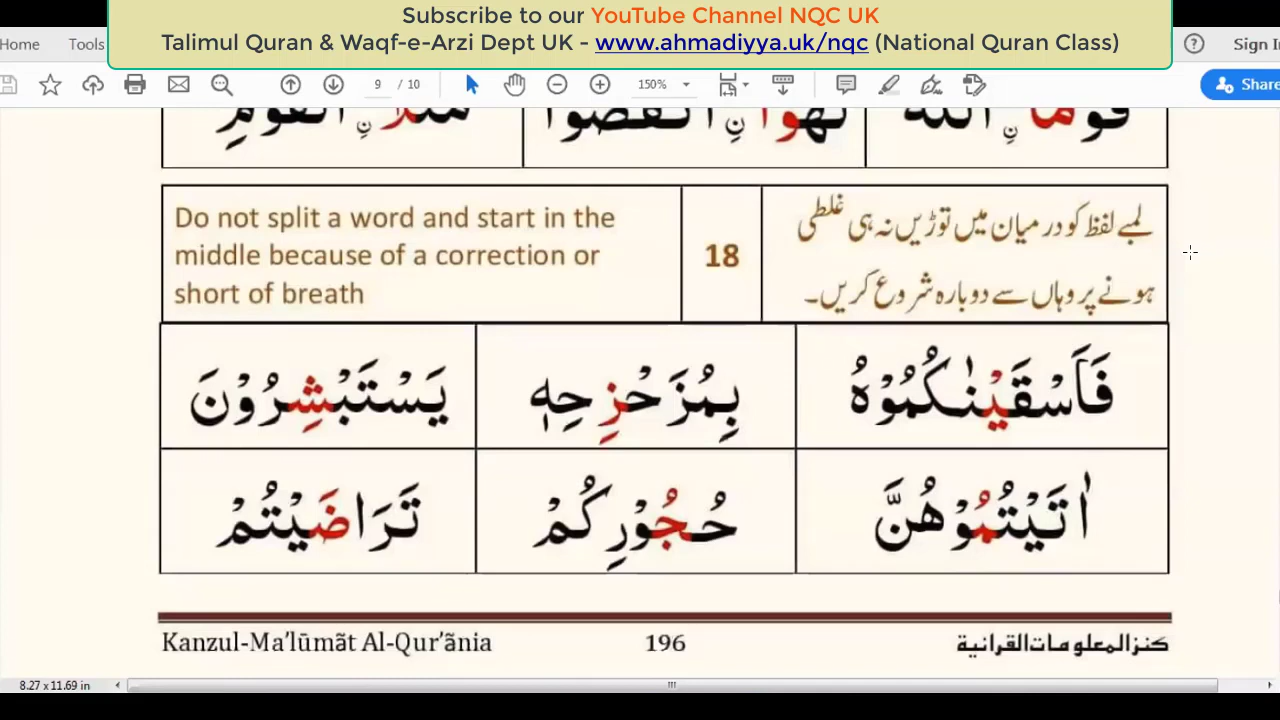 Subscribe to our YouTube Channel NQC UK
Talimul Quran & Waqf-e-Arzi Dept UK - www.ahmadiyya.uk/nqc (National Quran Class)
Home Tools Sign In
9 / 10 150% Share
Do not split a word and start in the
middle because of a correction or
short of breath
18
لمبے لفظ کو درمیان میں توڑیں نہ ہی غلطی
ہونے پر وہاں سے دوبارہ شروع کریں۔
فَاَسْقَيْنٰكُمُوْهُ بِمُزَحْزِحِهٖ يَسْتَبْشِرُوْنَ
اٰتَيْتُمُوْهُنَّ حُجُوْرِكُمْ تَرَاضَيْتُمْ
Kanzul-Ma’lūmãt Al-Qur’ãnia 196 كنز المعلومات القرانية
8.27 x 11.69 in